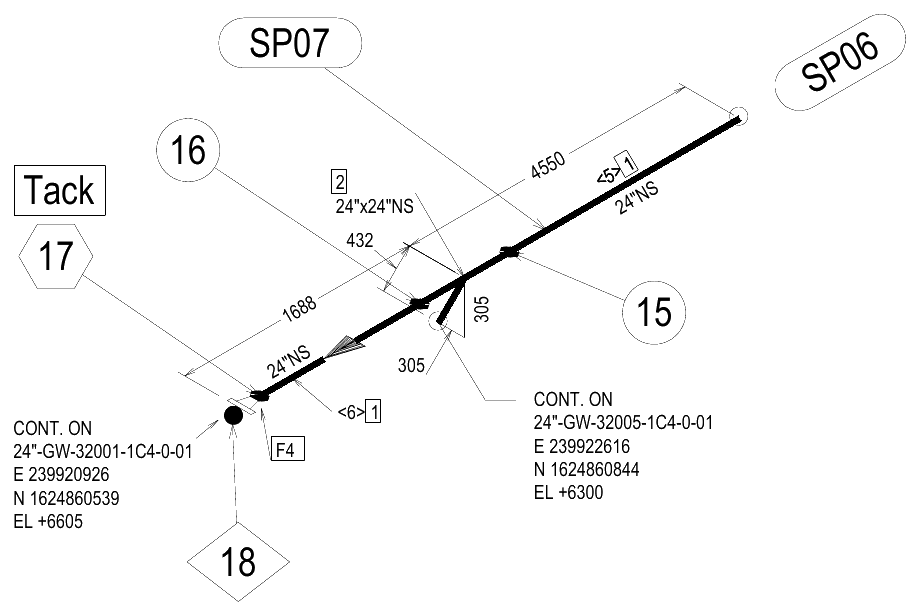 SP07
SP06
16
4550
<5> 1
24"NS
Tack
2
24"x24"NS
432
17
1688
305
15
305
24"NS
<6> 1
CONT. ON
24"-GW-32005-1C4-0-01
E 239922616
N 1624860844
EL +6300
CONT. ON
24"-GW-32001-1C4-0-01
E 239920926
N 1624860539
EL +6605
F4
18